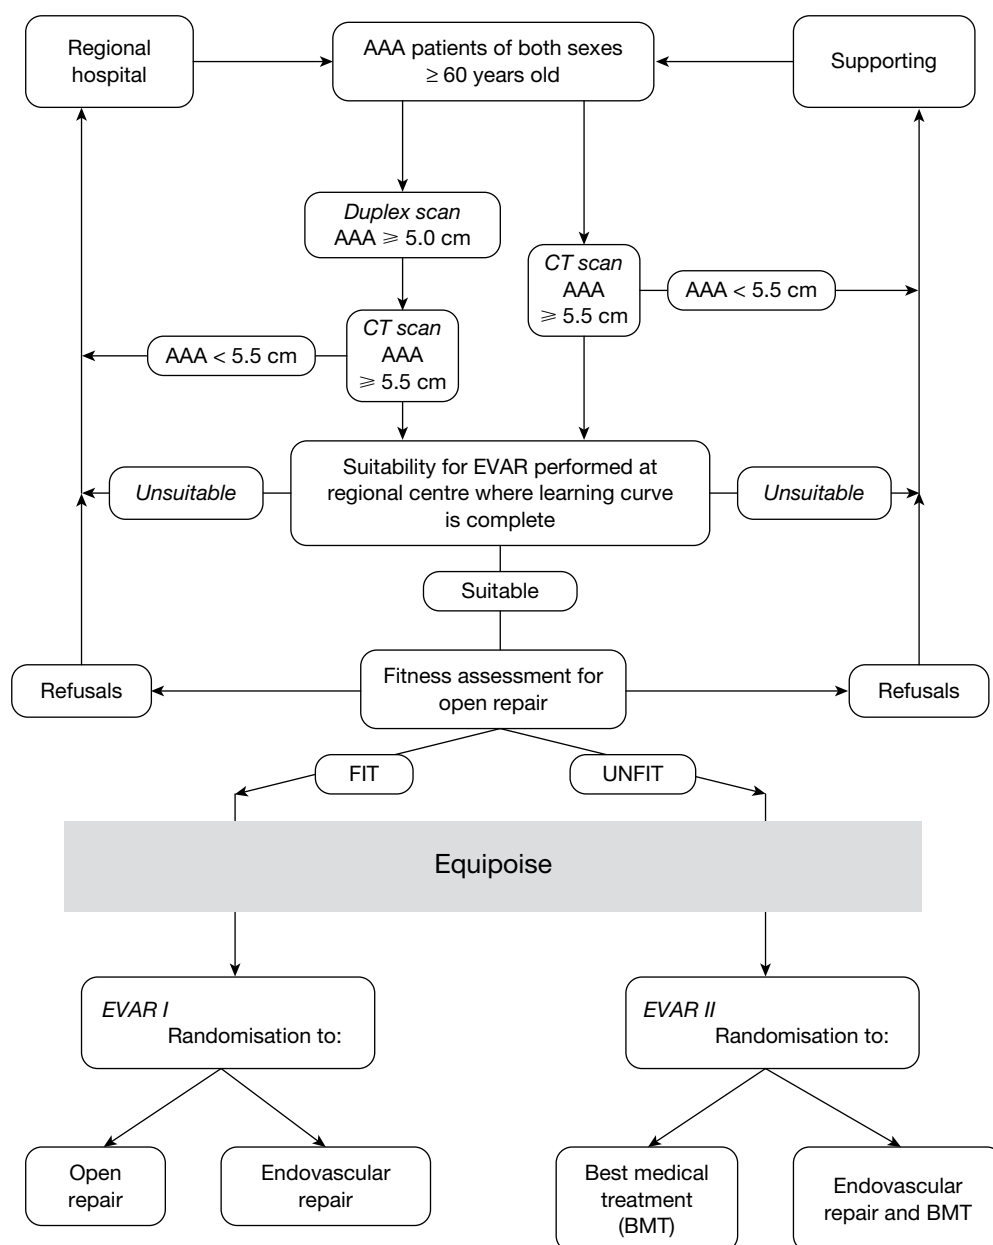 Regional
hospital
AAA patients of both sexes
≥ 60 years old
Supporting
Duplex scan
AAA ⩾ 5.0 cm
CT scan
AAA
⩾ 5.5 cm
AAA < 5.5 cm
AAA < 5.5 cm
CT scan
AAA
⩾ 5.5 cm
Suitability for EVAR performed at
regional centre where learning curve
is complete
Unsuitable
Unsuitable
Suitable
Refusals
Fitness assessment for
open repair
Refusals
FIT
UNFIT
Equipoise
EVAR I
Randomisation to:
EVAR II
Randomisation to:
Open
repair
Endovascular
repair
Best medical
treatment
(BMT)
Endovascular
repair and BMT